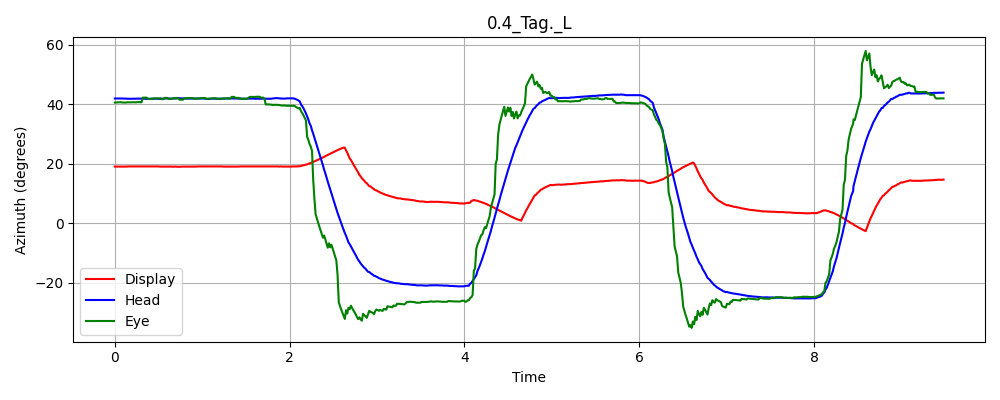 0.4_Tag._L
Azimuth (degrees)
60
40
20
0
−20
Display
Head
Eye
0 2 4 6 8
Time